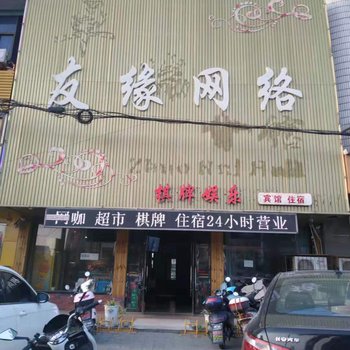 友缘网络
棋牌娱乐
宾馆 住宿
网咖 超市 棋牌 住宿24小时营业